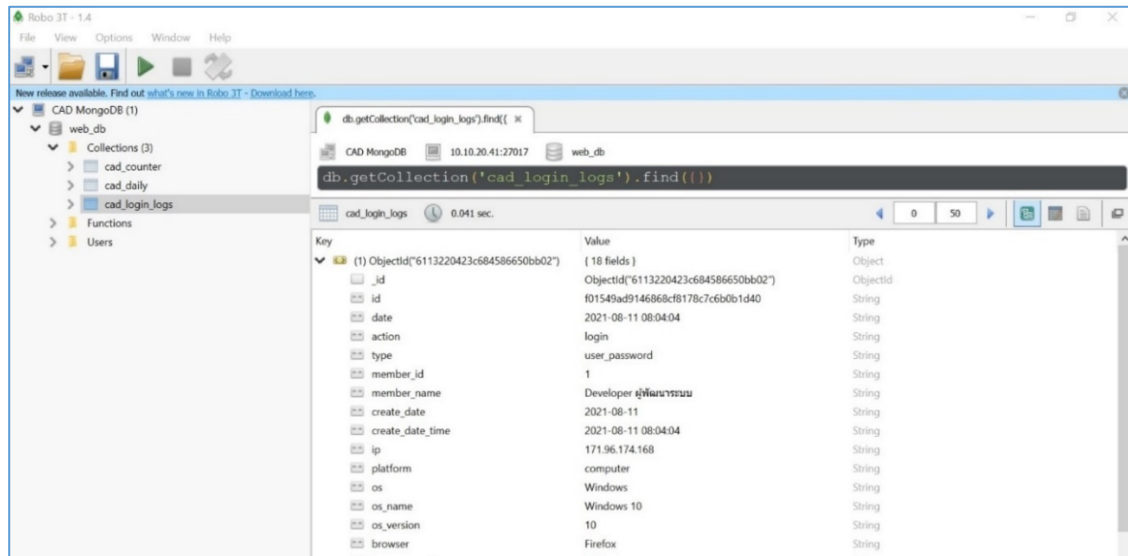 Robo 3T - 1.4
File View Options Window Help
New release available. Find out what's new in Robo 3T - Download here.
CAD MongoDB (1)
web_db
Collections (3)
cad_counter
cad_daily
cad_login_logs
Functions
Users
db.getCollection('cad_login_logs').find({
CAD MongoDB 10.10.20.41:27017 web_db
db.getCollection('cad_login_logs').find({})
cad_login_logs 0.041 sec. 0 50
Key Value Type
(1) ObjectId("6113220423c684586650bb02") { 18 fields } Object
_id ObjectId("6113220423c684586650bb02") ObjectId
id f01549ad9146868cf8178c7c6b0b1d40 String
date 2021-08-11 08:04:04 String
action login String
type user_password String
member_id 1 String
member_name Developer ผู้พัฒนาระบบ String
create_date 2021-08-11 String
create_date_time 2021-08-11 08:04:04 String
ip 171.96.174.168 String
platform computer String
os Windows String
os_name Windows 10 String
os_version 10 String
browser Firefox String